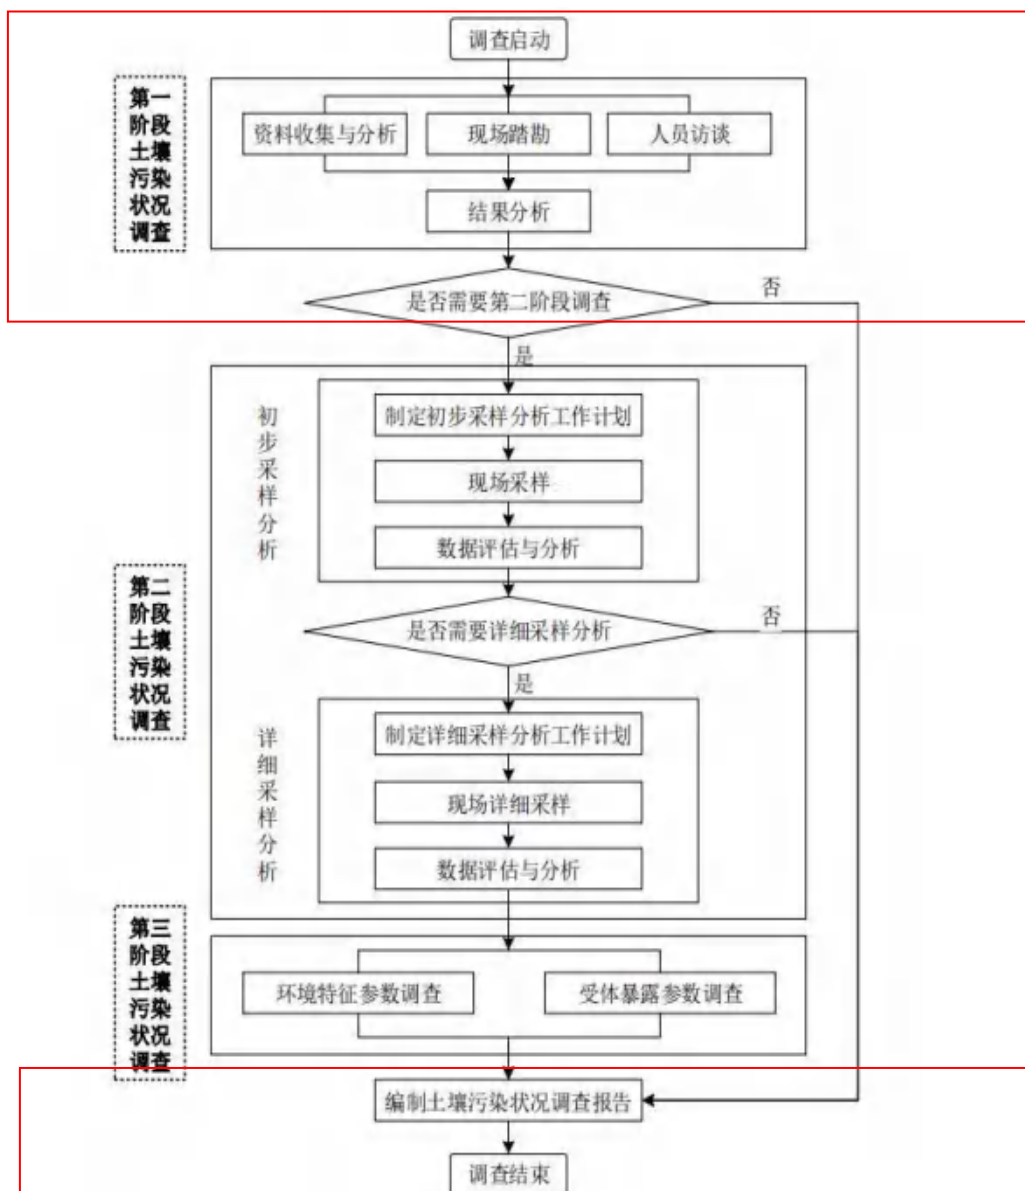 调查启动
第一
阶段
土壤
污染
状况
调查
资料收集与分析
现场踏勘
人员访谈
结果分析
是否需要第二阶段调查
否
是
初
步
采
样
分
析
制定初步采样分析工作计划
现场采样
数据评估与分析
第二
阶段
土壤
污染
状况
调查
是否需要详细采样分析
否
是
详
细
采
样
分
析
制定详细采样分析工作计划
现场详细采样
数据评估与分析
第三
阶段
土壤
污染
状况
调查
环境特征参数调查
受体暴露参数调查
编制土壤污染状况调查报告
调查结束